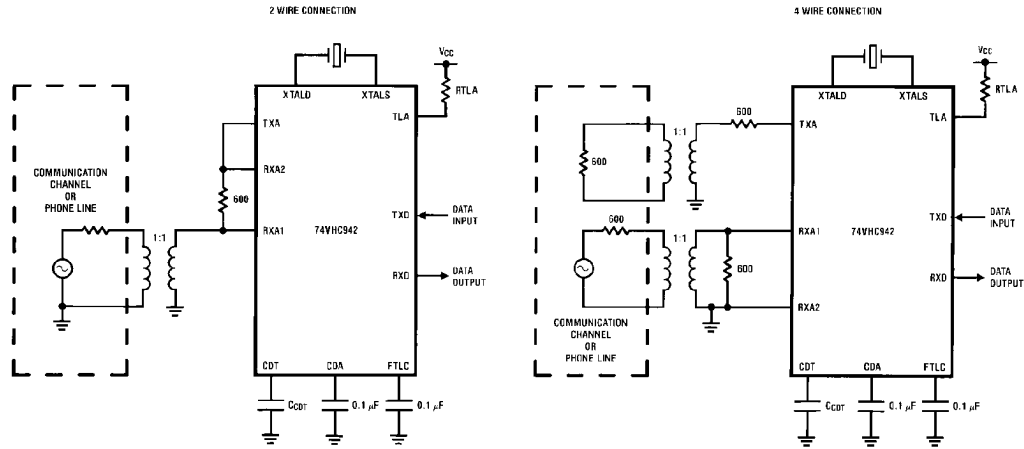 2 WIRE CONNECTION
XTALD
XTALS
VCC
RTLA
TLA
TXA
RXA2
600
RXA1
COMMUNICATION
CHANNEL
OR
PHONE LINE
1:1
74VHC942
TXD
DATA
INPUT
RXD
DATA
OUTPUT
CDT
CDA
FTLC
CCDT
0.1 µF
0.1 µF
4 WIRE CONNECTION
XTALD
XTALS
VCC
RTLA
TLA
600
TXA
1:1
600
600
1:1
RXA1
600
RXA2
74VHC942
TXD
DATA
INPUT
RXD
DATA
OUTPUT
COMMUNICATION
CHANNEL
OR
PHONE LINE
CDT
CDA
FTLC
CCDT
0.1 µF
0.1 µF